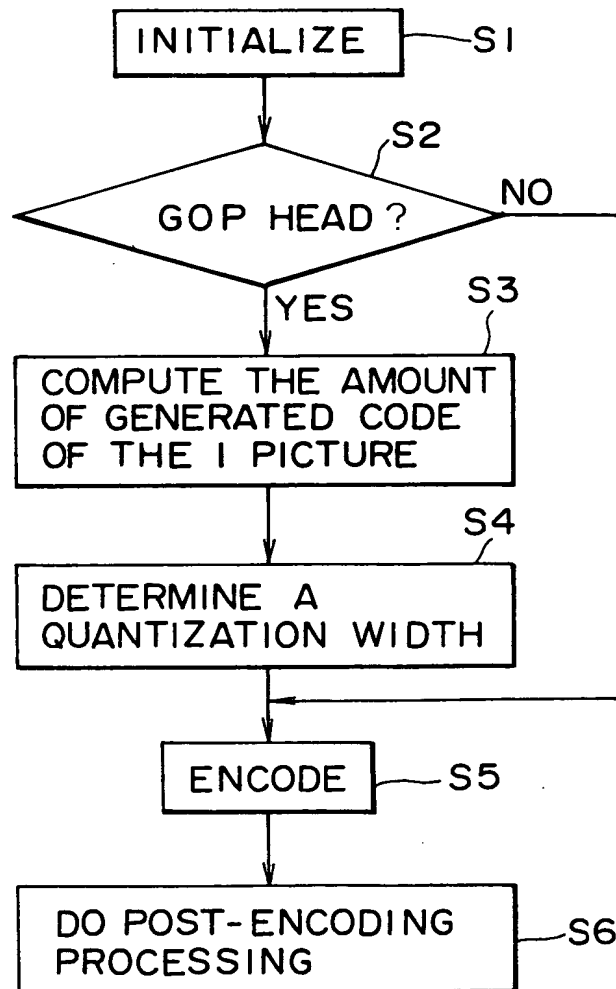 INITIALIZE
S1
S2
GOP HEAD?
NO
YES
S3
COMPUTE THE AMOUNT
OF GENERATED CODE
OF THE I PICTURE
S4
DETERMINE A
QUANTIZATION WIDTH
ENCODE
S5
DO POST-ENCODING
PROCESSING
S6